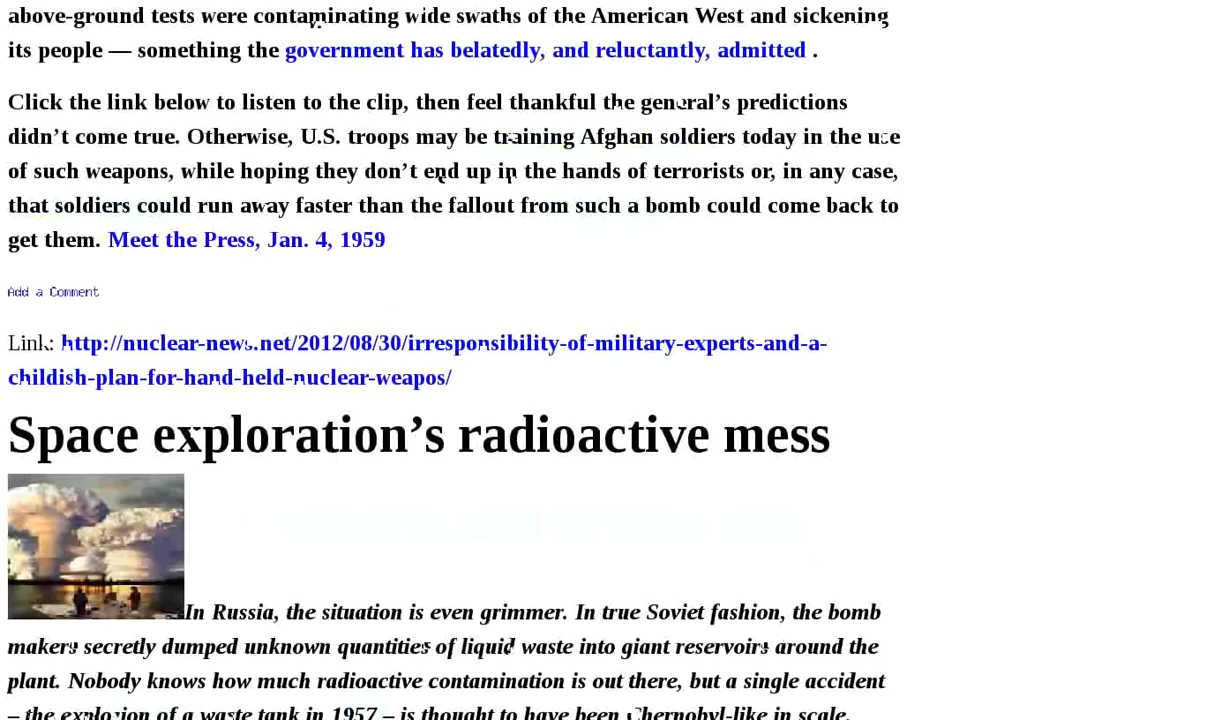 above-ground tests were contaminating wide swaths of the American West and sickening
its people — something the government has belatedly, and reluctantly, admitted .
Click the link below to listen to the clip, then feel thankful the general’s predictions
didn’t come true. Otherwise, U.S. troops may be training Afghan soldiers today in the use
of such weapons, while hoping they don’t end up in the hands of terrorists or, in any case,
that soldiers could run away faster than the fallout from such a bomb could come back to
get them. Meet the Press, Jan. 4, 1959
Add a Comment
Link: http://nuclear-news.net/2012/08/30/irresponsibility-of-military-experts-and-a-
childish-plan-for-hand-held-nuclear-weapos/
Space exploration’s radioactive mess
In Russia, the situation is even grimmer. In true Soviet fashion, the bomb
makers secretly dumped unknown quantities of liquid waste into giant reservoirs around the
plant. Nobody knows how much radioactive contamination is out there, but a single accident
– the explosion of a waste tank in 1957 – is thought to have been Chernobyl-like in scale.